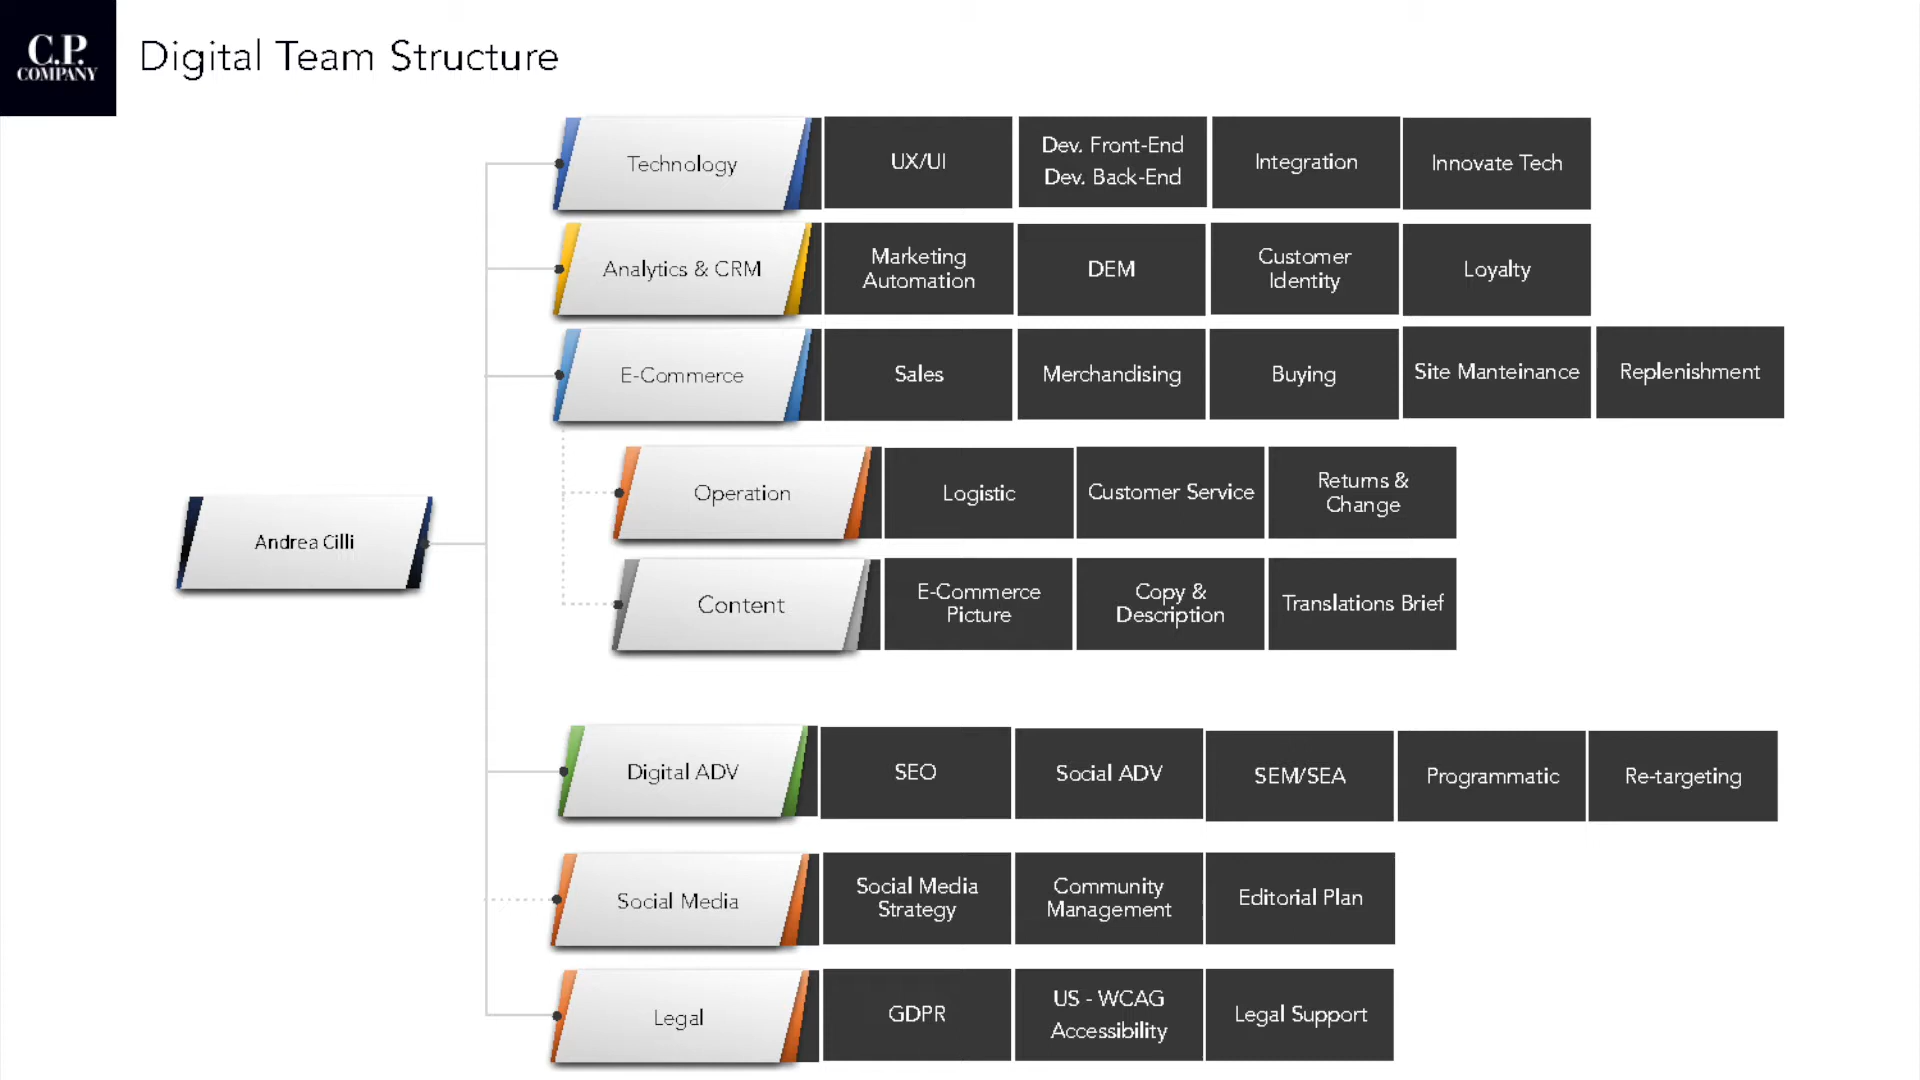 C.P.
COMPANY
Digital Team Structure
Technology
UX/UI
Dev. Front-End
Dev. Back-End
Integration
Innovate Tech
Analytics & CRM
Marketing
Automation
DEM
Customer
Identity
Loyalty
E-Commerce
Sales
Merchandising
Buying
Site Manteinance
Replenishment
Operation
Logistic
Customer Service
Returns &
Change
Andrea Cilli
Content
E-Commerce
Picture
Copy &
Description
Translations Brief
Digital ADV
SEO
Social ADV
SEM/SEA
Programmatic
Re-targeting
Social Media
Social Media
Strategy
Community
Management
Editorial Plan
Legal
GDPR
US - WCAG
Accessibility
Legal Support